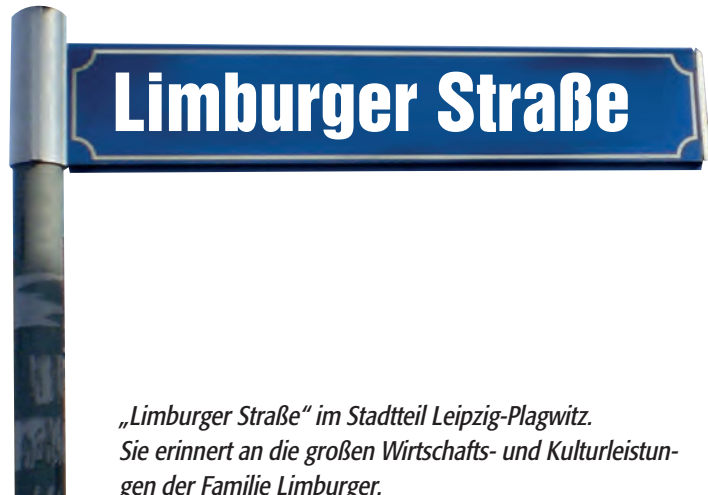 Limburger Straße
„Limburger Straße“ im Stadtteil Leipzig-Plagwitz.
Sie erinnert an die großen Wirtschafts- und Kulturleistun-
gen der Familie Limburger.